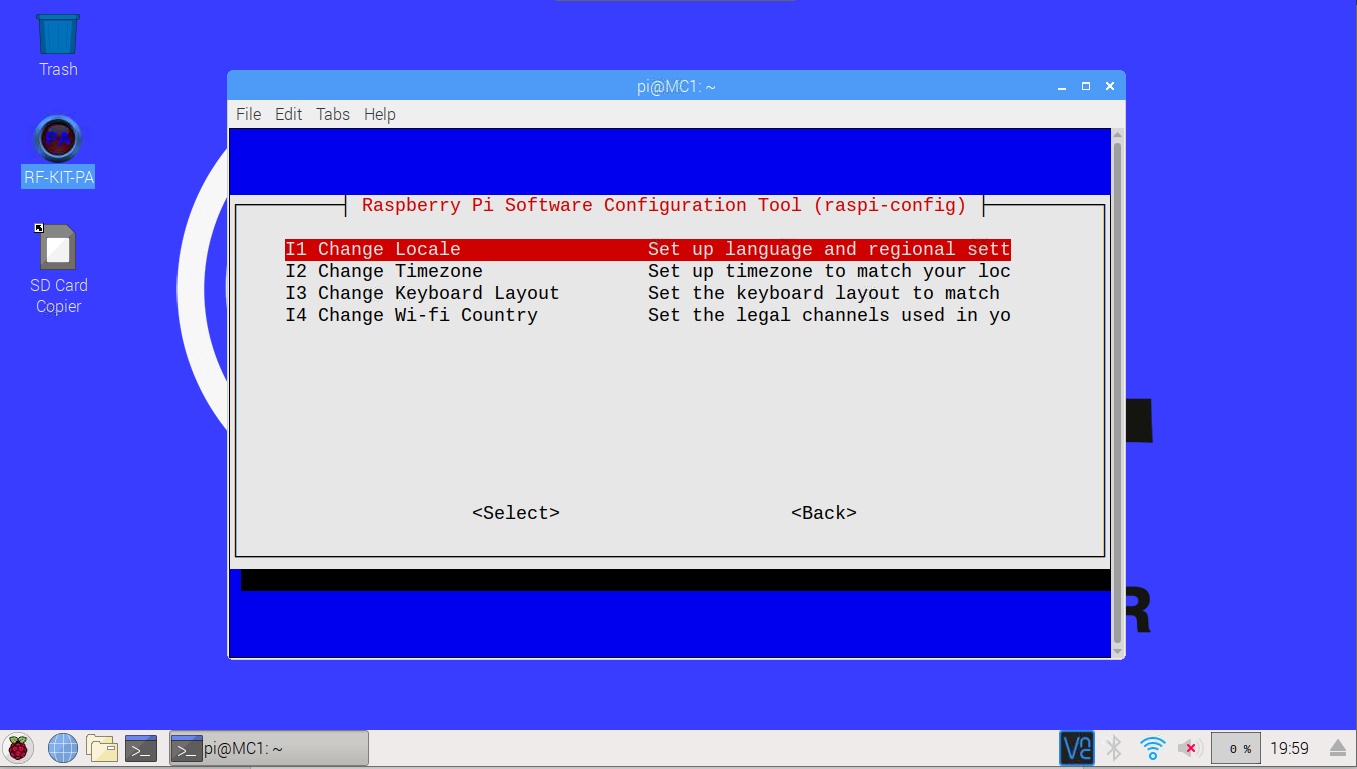 Trash
PA
RF-KIT-PA
SD Card
Copier
pi@MC1: ~
File Edit Tabs Help
Raspberry Pi Software Configuration Tool (raspi-config)
I1 Change Locale Set up language and regional sett
I2 Change Timezone Set up timezone to match your loc
I3 Change Keyboard Layout Set the keyboard layout to match
I4 Change Wi-fi Country Set the legal channels used in yo
<Select> <Back>
R
>_ >_ pi@MC1: ~
VNC 0 % 19:59